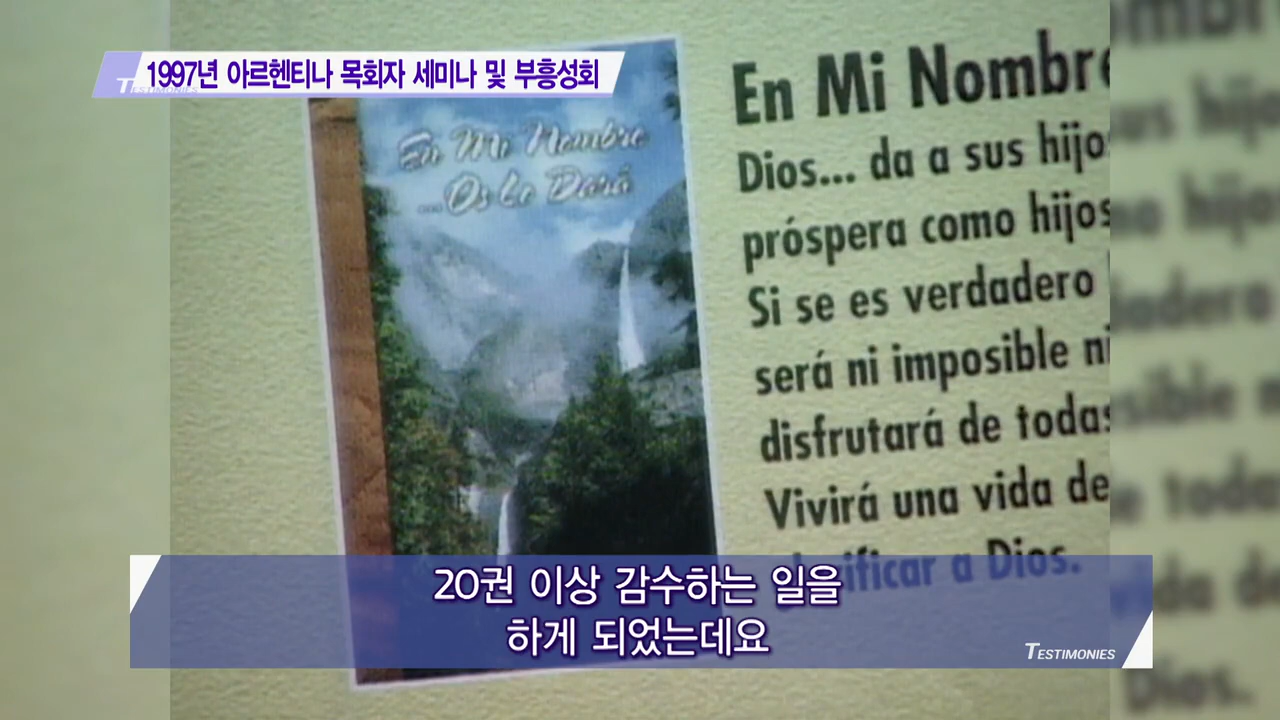 1997년 아르헨티나 목회자 세미나 및 부흥성회
TESTIMONIES
En Mi Nombre
...Os Lo Dará
En Mi Nombre
Dios... da a sus hijos
próspera como hijos
Si se es verdadero
será ni imposible ni
disfrutará de todas
Vivirá una vida de
a Dios.
20권 이상 감수하는 일을
하게 되었는데요
TESTIMONIES